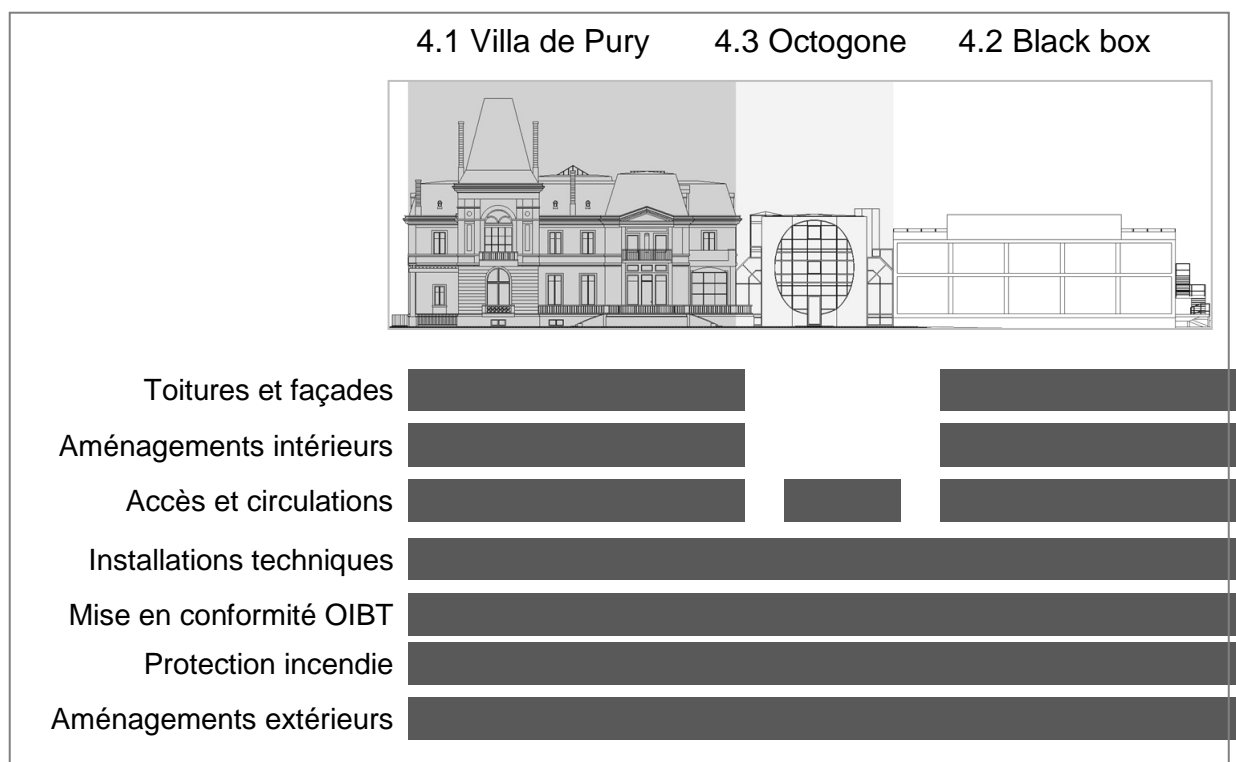 4.1 Villa de Pury 4.3 Octogone 4.2 Black box
Toitures et façades
Aménagements intérieurs
Accès et circulations
Installations techniques
Mise en conformité OIBT
Protection incendie
Aménagements extérieurs